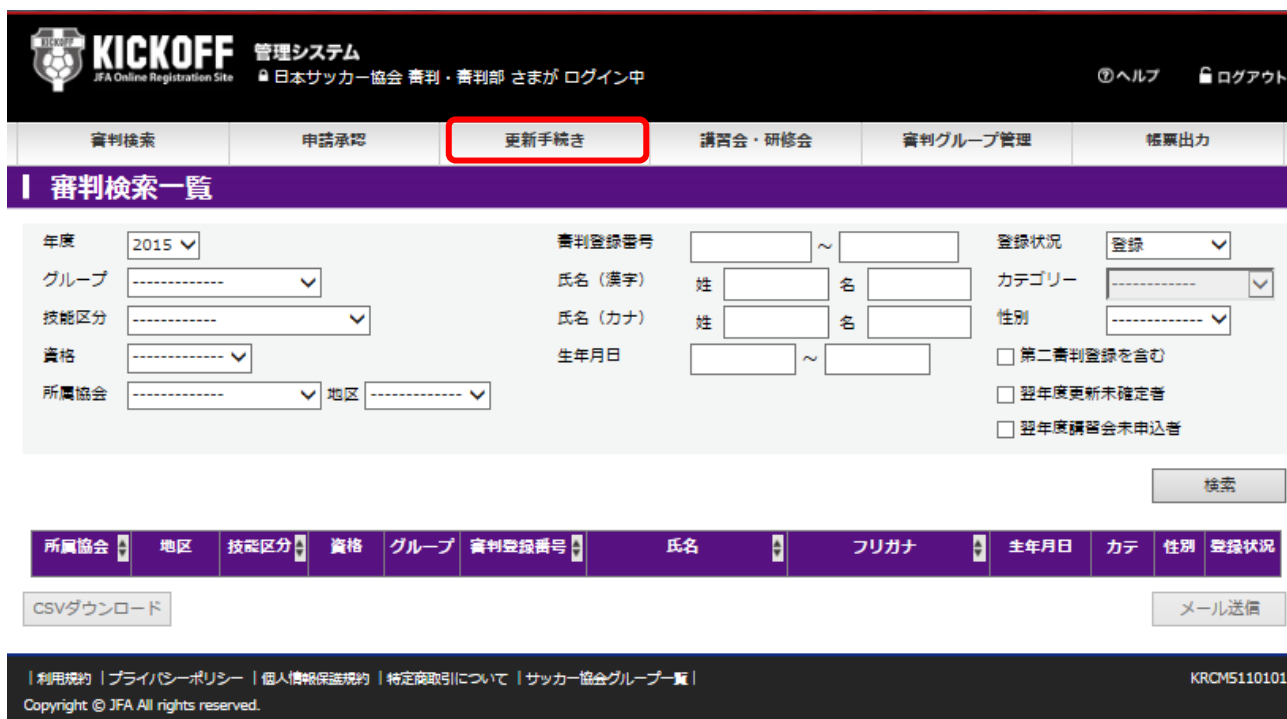 KICKOFF
KICKOFF 管理システム
JFA Online Registration Site 日本サッカー協会 審判・審判部 さまが ログイン中
?ヘルプ ログアウト
審判検索 申請承認 更新手続き 講習会・研修会 審判グループ管理 帳票出力
審判検索一覧
年度 2015 審判登録番号 ~ 登録状況 登録
グループ ------------- 氏名（漢字） 姓 名 カテゴリー ------------
技能区分 ------------ 氏名（カナ） 姓 名 性別 -------------
資格 ------------- 生年月日 ~ 第二審判登録を含む
所属協会 ------------- 地区 ------------- 翌年度更新未確定者
翌年度講習会未申込者
検索
所属協会 地区 技能区分 資格 グループ 審判登録番号 氏名 フリガナ 生年月日 カテ 性別 登録状況
CSVダウンロード メール送信
|利用規約 |プライバシーポリシー |個人情報保護規約 |特定商取引について |サッカー協会グループ一覧| KRCM5110101
Copyright © JFA All rights reserved.